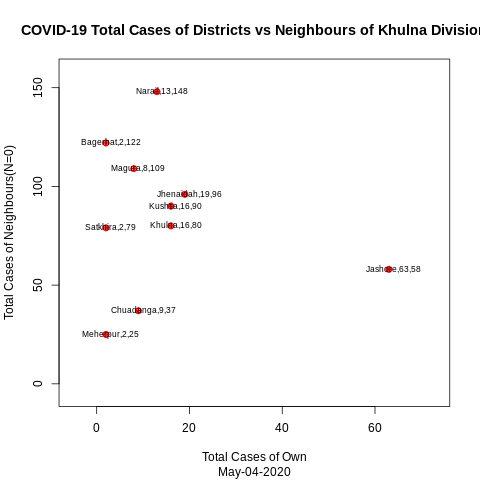 COVID-19 Total Cases of Districts vs Neighbours of Khulna Division
150
100
50
0
Total Cases of Neighbours(N=0)
Narail,13,148
Bagerhat,2,122
Magura,8,109
Jhenaidah,19,96
Kushtia,16,90
Khulna,16,80
Satkhira,2,79
Jashore,63,58
Chuadanga,9,37
Meherpur,2,25
0 20 40 60
Total Cases of Own
May-04-2020